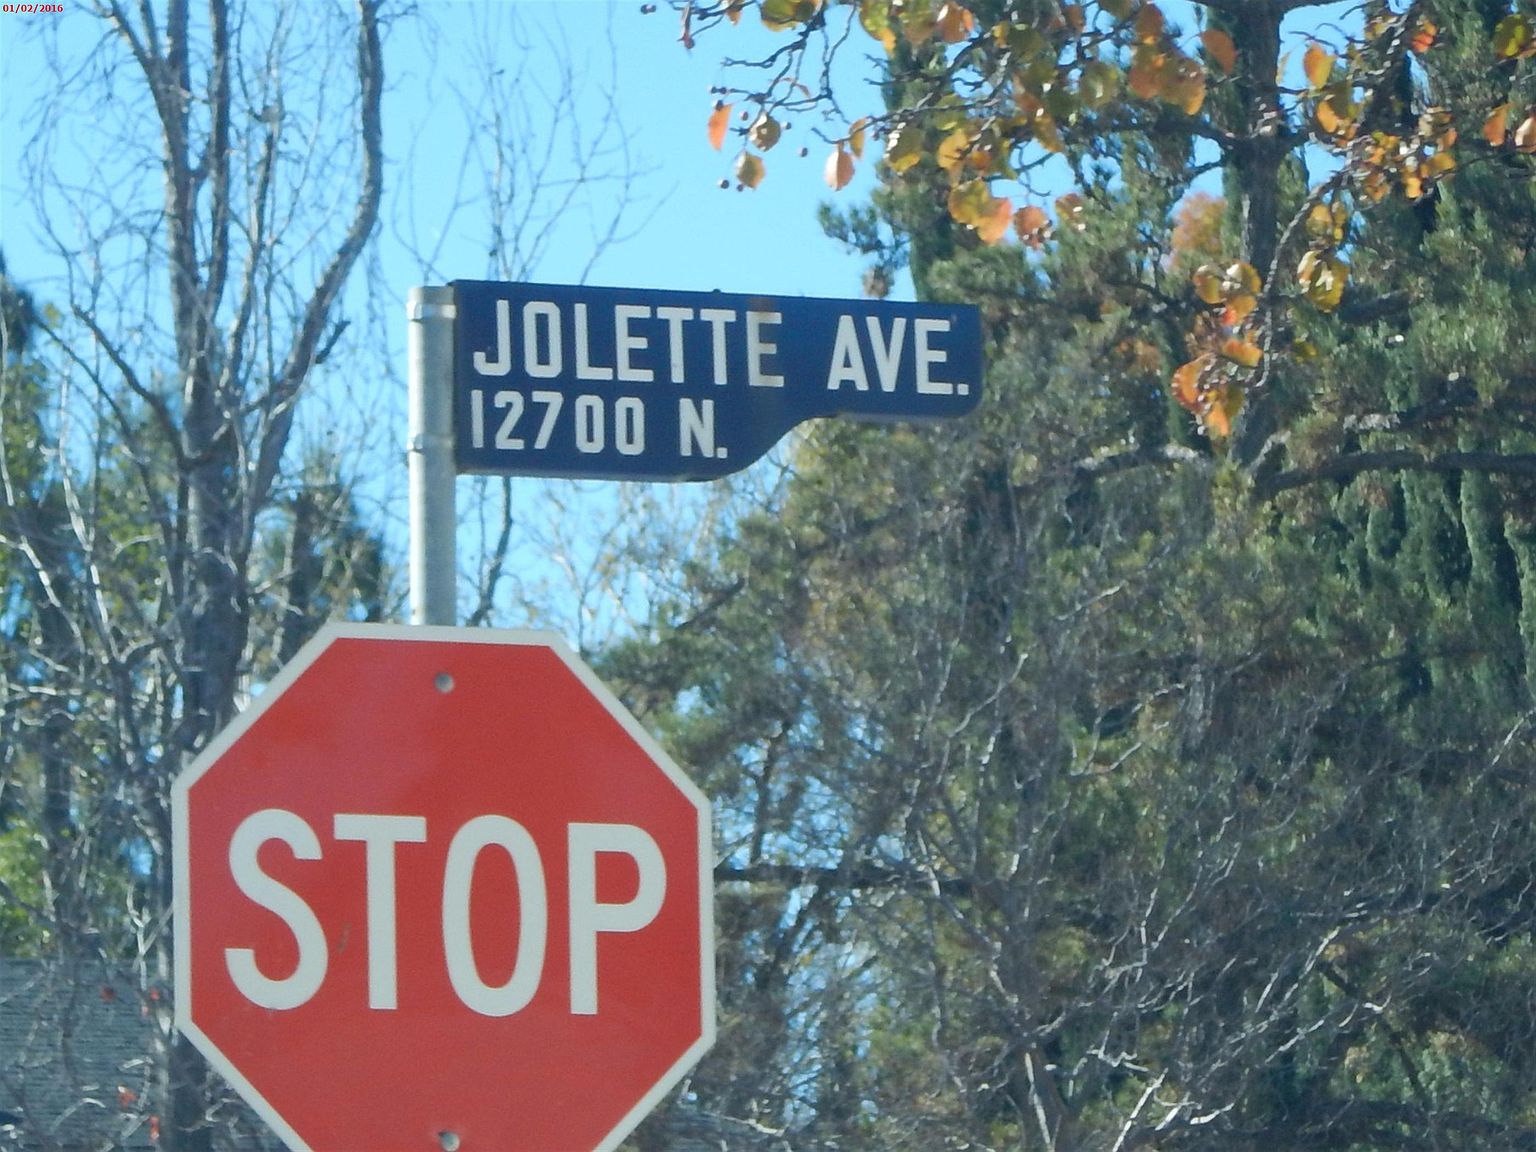 01/02/2016
JOLETTE AVE.
12700 N.
STOP